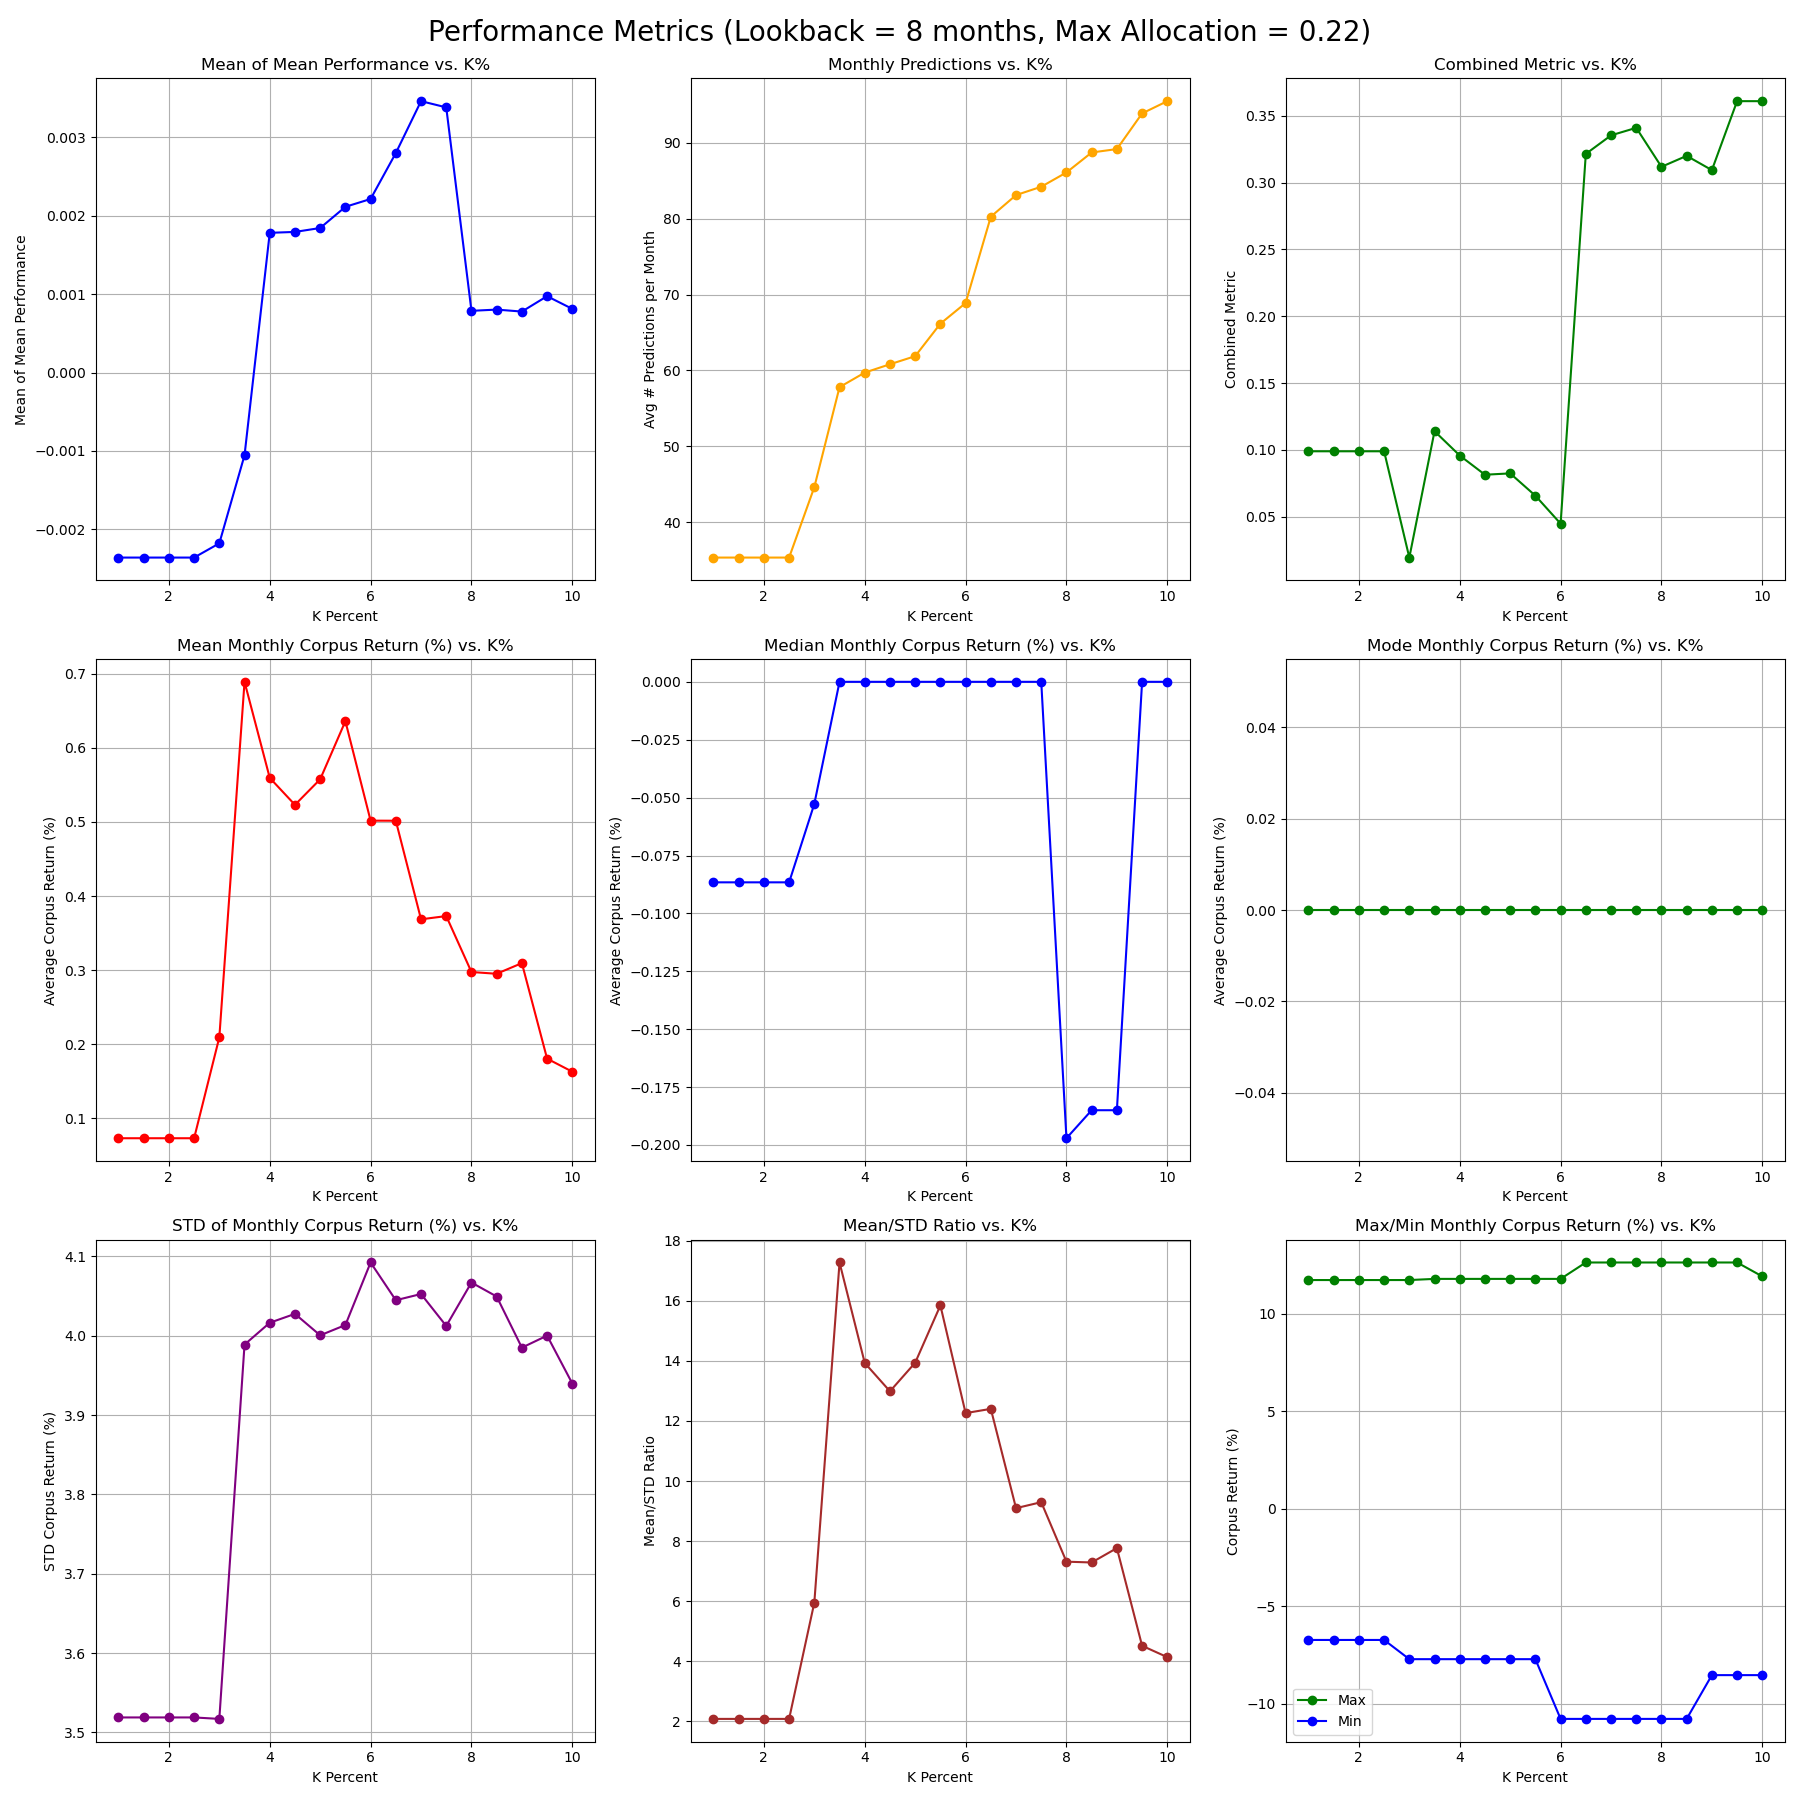 Performance Metrics (Lookback = 8 months, Max Allocation = 0.22)
Mean of Mean Performance vs. K%
Mean of Mean Performance
0.003
0.002
0.001
0.000
−0.001
−0.002
2 4 6 8 10
K Percent
Monthly Predictions vs. K%
Avg # Predictions per Month
90
80
70
60
50
40
2 4 6 8 10
K Percent
Combined Metric vs. K%
Combined Metric
0.35
0.30
0.25
0.20
0.15
0.10
0.05
2 4 6 8 10
K Percent
Mean Monthly Corpus Return (%) vs. K%
Average Corpus Return (%)
0.7
0.6
0.5
0.4
0.3
0.2
0.1
2 4 6 8 10
K Percent
Median Monthly Corpus Return (%) vs. K%
Average Corpus Return (%)
0.000
−0.025
−0.050
−0.075
−0.100
−0.125
−0.150
−0.175
−0.200
2 4 6 8 10
K Percent
Mode Monthly Corpus Return (%) vs. K%
Average Corpus Return (%)
0.04
0.02
0.00
−0.02
−0.04
2 4 6 8 10
K Percent
STD of Monthly Corpus Return (%) vs. K%
STD Corpus Return (%)
4.1
4.0
3.9
3.8
3.7
3.6
3.5
2 4 6 8 10
K Percent
Mean/STD Ratio vs. K%
Mean/STD Ratio
18
16
14
12
10
8
6
4
2
2 4 6 8 10
K Percent
Max/Min Monthly Corpus Return (%) vs. K%
Corpus Return (%)
10
5
0
−5
−10
Max
Min
2 4 6 8 10
K Percent